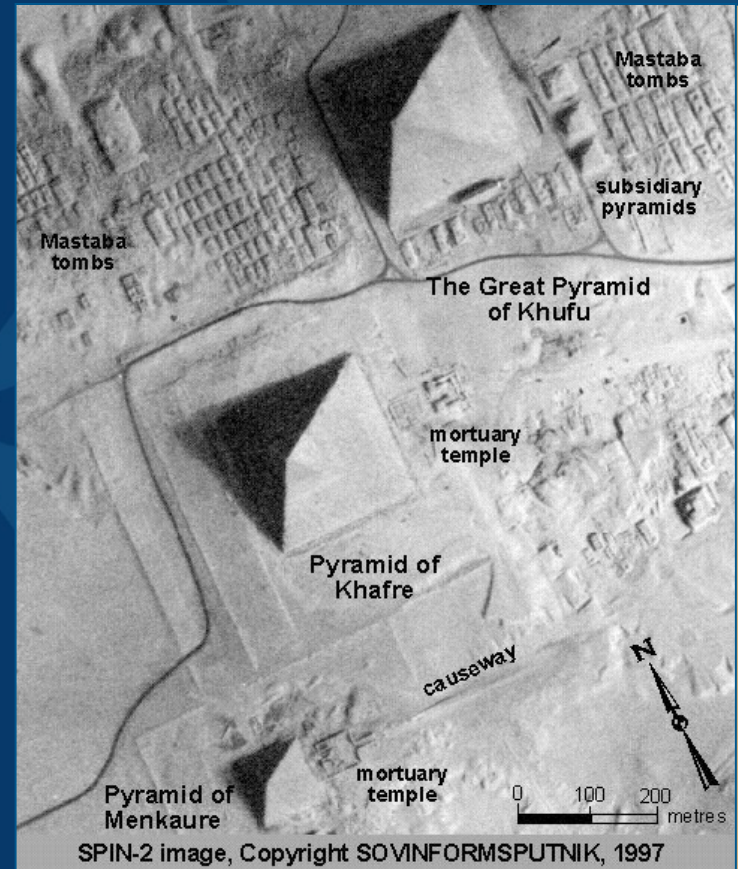 Mastaba
tombs
subsidiary
pyramids
Mastaba
tombs
The Great Pyramid
of Khufu
mortuary
temple
Pyramid of
Khafre
causeway
N
mortuary
temple
Pyramid of
Menkaure
0 100 200
metres
SPIN-2 image, Copyright SOVINFORMSPUTNIK, 1997